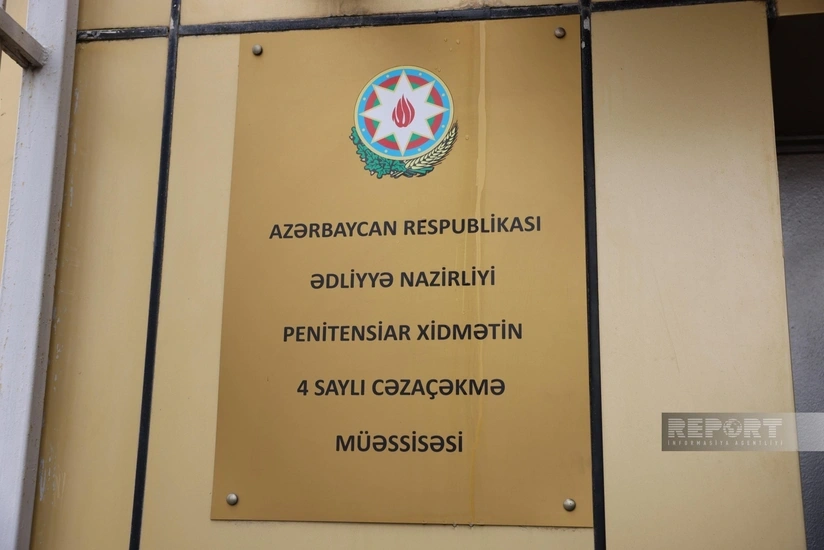 AZƏRBAYCAN RESPUBLİKASI
ƏDLİYYƏ NAZİRLİYİ
PENİTENSİAR XİDMƏTİN
4 SAYLI CƏZAÇƏKMƏ
MÜƏSSİSƏSİ
REPORT
İNFORMASİYA AGENTLİYİ